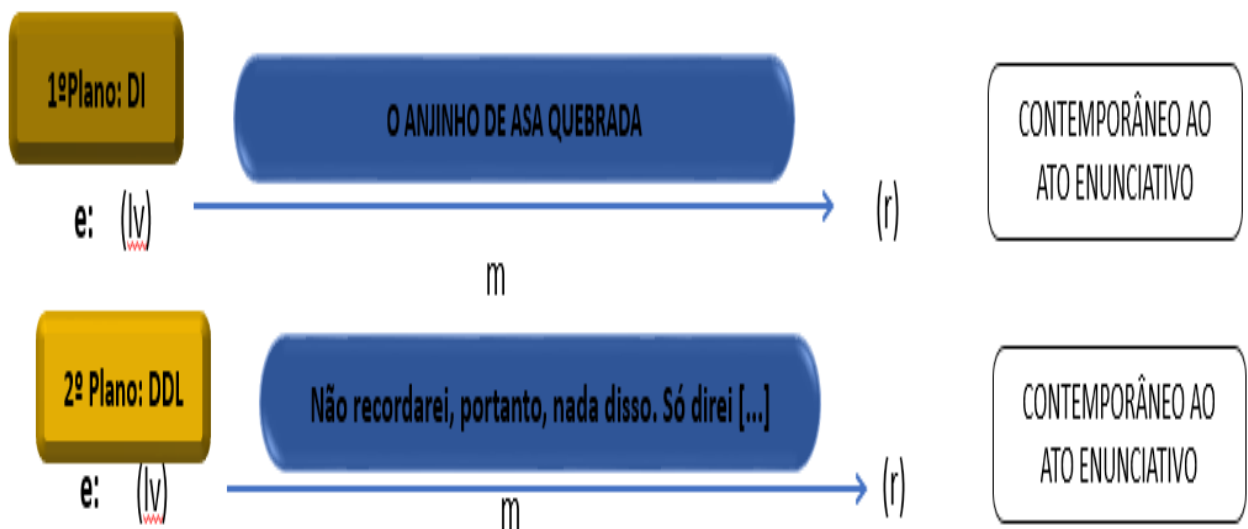 1ºPlano: DI
O ANJINHO DE ASA QUEBRADA
CONTEMPORÂNEO AO
ATO ENUNCIATIVO
e: (lv)
(r)
m
2º Plano: DDL
Não recordarei, portanto, nada disso. Só direi [...]
CONTEMPORÂNEO AO
ATO ENUNCIATIVO
e: (lv)
(r)
m